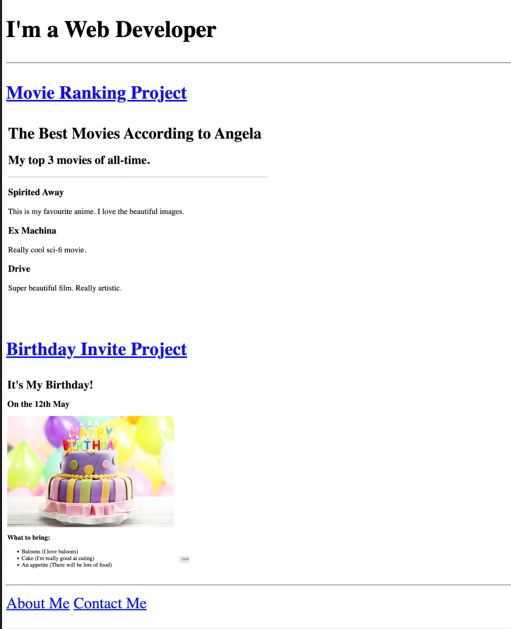 I'm a Web Developer
Movie Ranking Project
The Best Movies According to Angela
My top 3 movies of all-time.
Spirited Away
This is my favourite anime. I love the beautiful images.
Ex Machina
Really cool sci-fi movie.
Drive
Super beautiful film. Really artistic.
Birthday Invite Project
It's My Birthday!
On the 12th May
HAPPY
BIRTHDAY
What to bring:
• Baloons (I love baloons)
• Cake (I'm really good at eating)
• An appetite (There will be lots of food)
About Me Contact Me